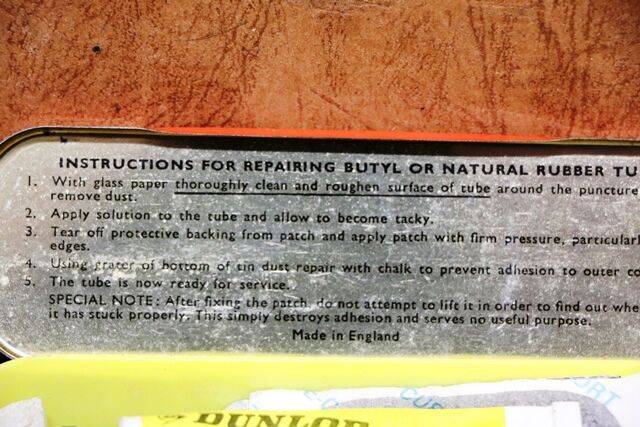 INSTRUCTIONS FOR REPAIRING BUTYL OR NATURAL RUBBER TU
1. With glass paper thoroughly clean and roughen surface of tube around the puncture
remove dust.
2. Apply solution to the tube and allow to become tacky.
3. Tear off protective backing from patch and apply patch with firm pressure, particularl
edges.
4. Using grater of bottom of tin dust repair with chalk to prevent adhesion to outer co
5. The tube is now ready for service.
SPECIAL NOTE: After fixing the patch, do not attempt to lift it in order to find out whe
it has stuck properly. This simply destroys adhesion and serves no useful purpose.
Made in England
DUNLOP